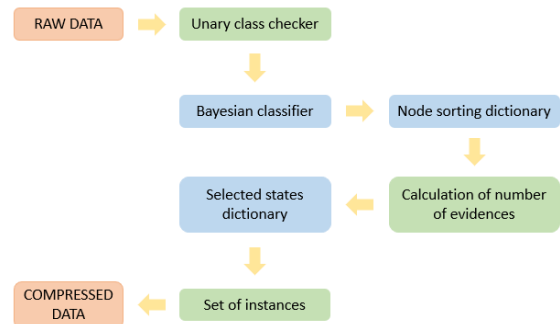 RAW DATA
Unary class checker
Bayesian classifier
Node sorting dictionary
Calculation of number
of evidences
Selected states
dictionary
Set of instances
COMPRESSED
DATA